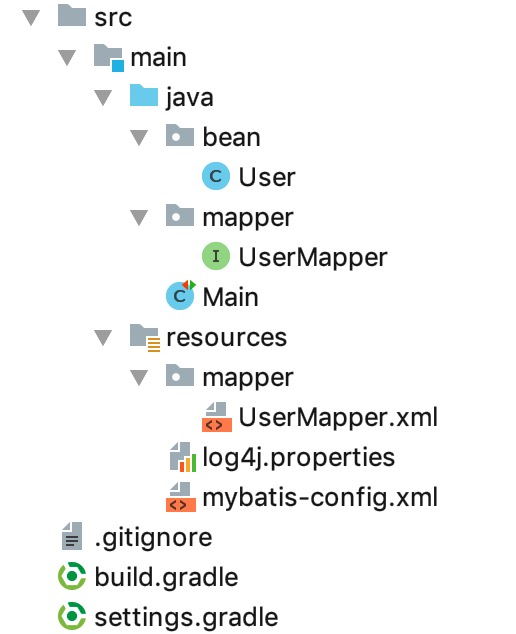 src
main
java
bean
C User
mapper
I UserMapper
C Main
resources
mapper
<> UserMapper.xml
log4j.properties
<> mybatis-config.xml
.gitignore
build.gradle
settings.gradle